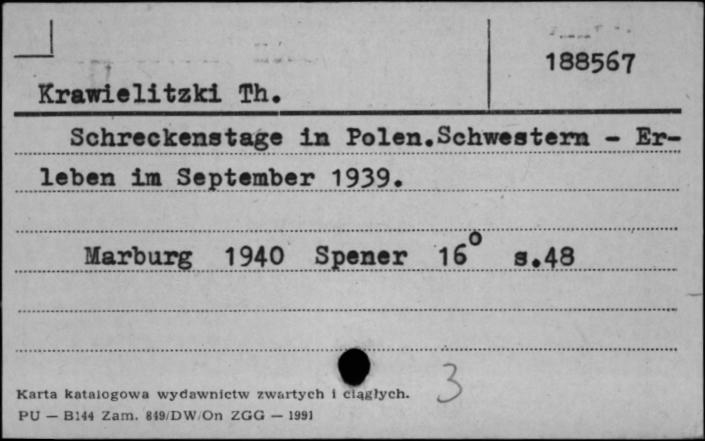 188567
Krawielitzki Th.
Schreckenstage in Polen.Schwestern - Er-
leben im September 1939.
Marburg 1940 Spener 16° s.48
3
Karta katalogowa wydawnictw zwartych i ciągłych.
PU — B144 Zam. 849/DW/On ZGG — 1991